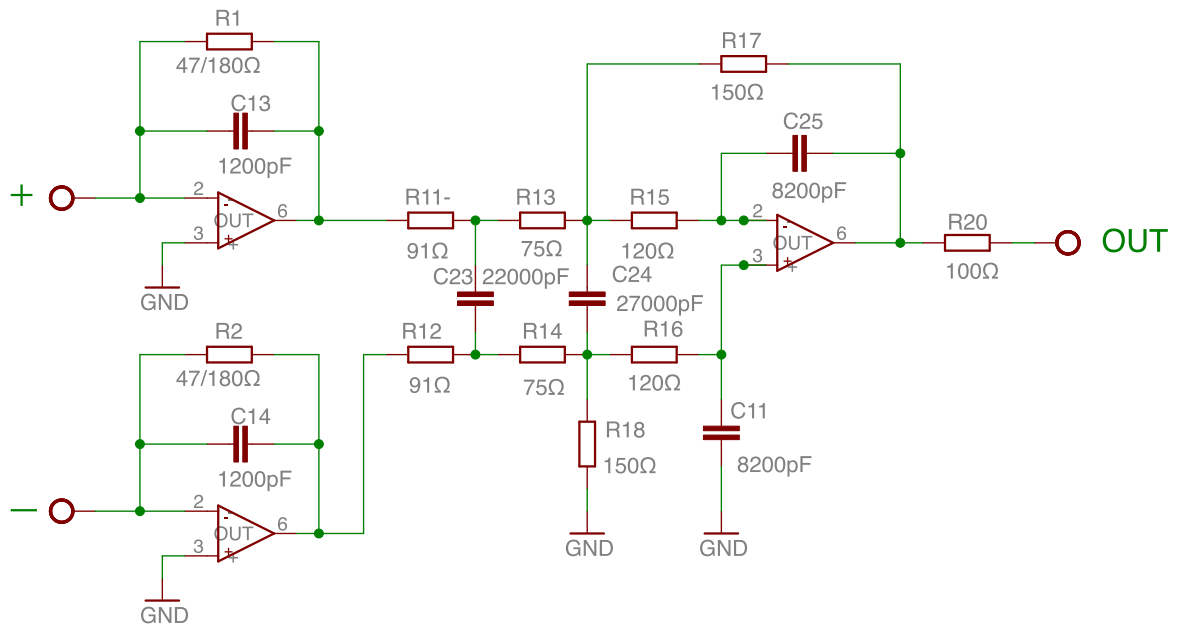 R1
47/180Ω
C13
1200pF
+
2
-
OUT
6
3
+
+
GND
R11-
91Ω
R13
75Ω
R15
120Ω
R17
150Ω
C25
8200pF
2
-
OUT
6
3
+
+
R20
100Ω
OUT
C23 22000pF
C24
27000pF
R2
47/180Ω
C14
1200pF
−
2
-
OUT
6
3
+
+
GND
R12
91Ω
R14
75Ω
R16
120Ω
R18
150Ω
GND
C11
8200pF
GND